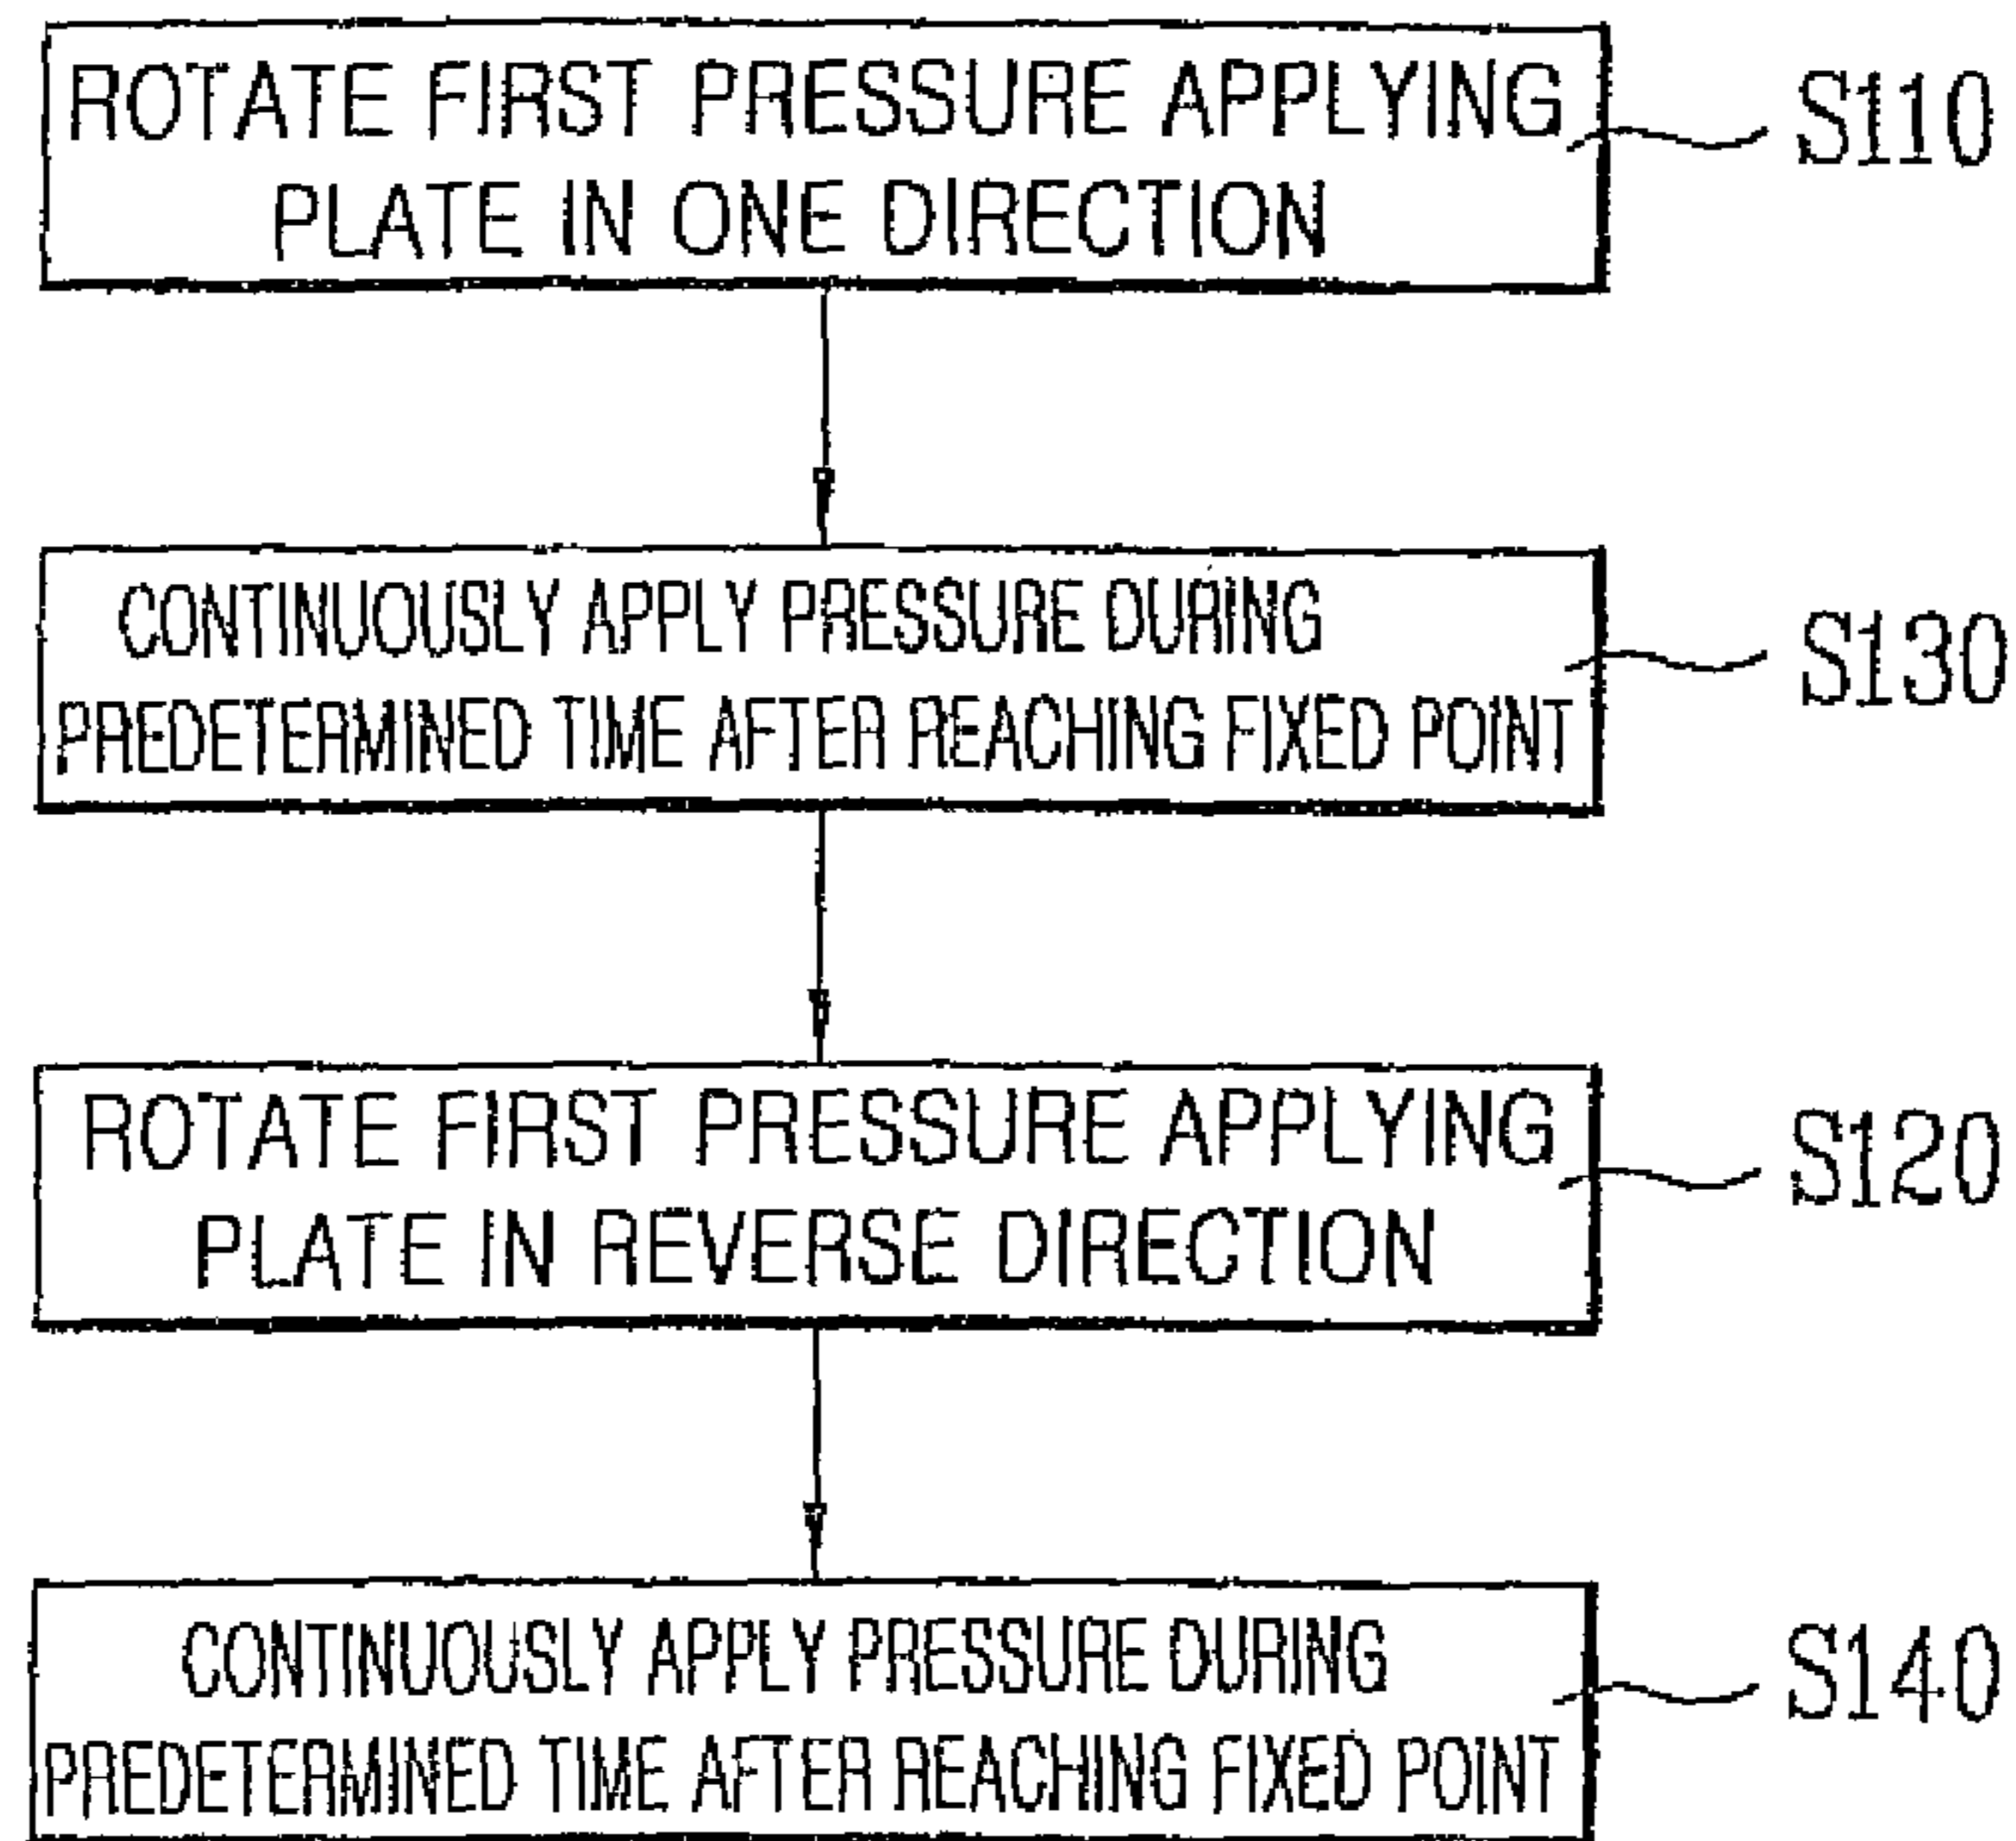 ROTATE FIRST PRESSURE APPLYING
PLATE IN ONE DIRECTION
S110
CONTINUOUSLY APPLY PRESSURE DURING
PREDETERMINED TIME AFTER REACHING FIXED POINT
S130
ROTATE FIRST PRESSURE APPLYING
PLATE IN REVERSE DIRECTION
S120
CONTINUOUSLY APPLY PRESSURE DURING
PREDETERMINED TIME AFTER REACHING FIXED POINT
S140